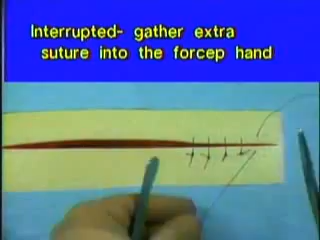 Interrupted- gather extra
suture into the forcep hand